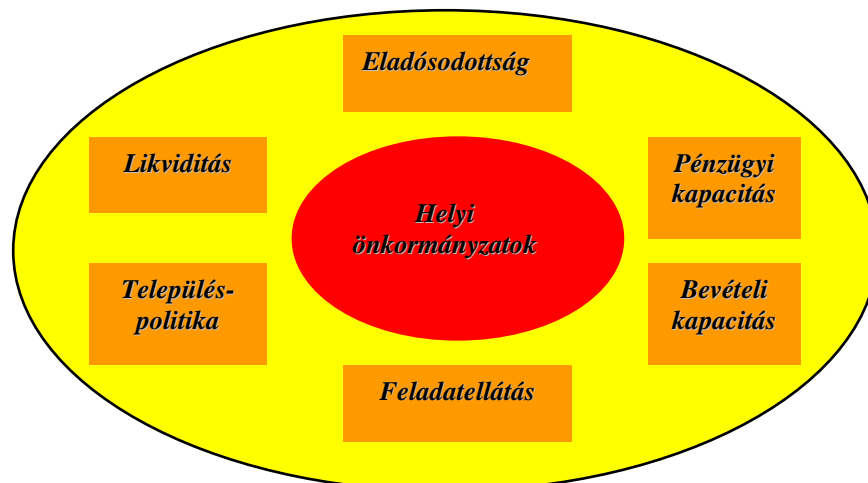 Eladósodottság
Likviditás
Pénzügyi
kapacitás
Helyi
önkormányzatok
Település-
politika
Bevételi
kapacitás
Feladatellátás